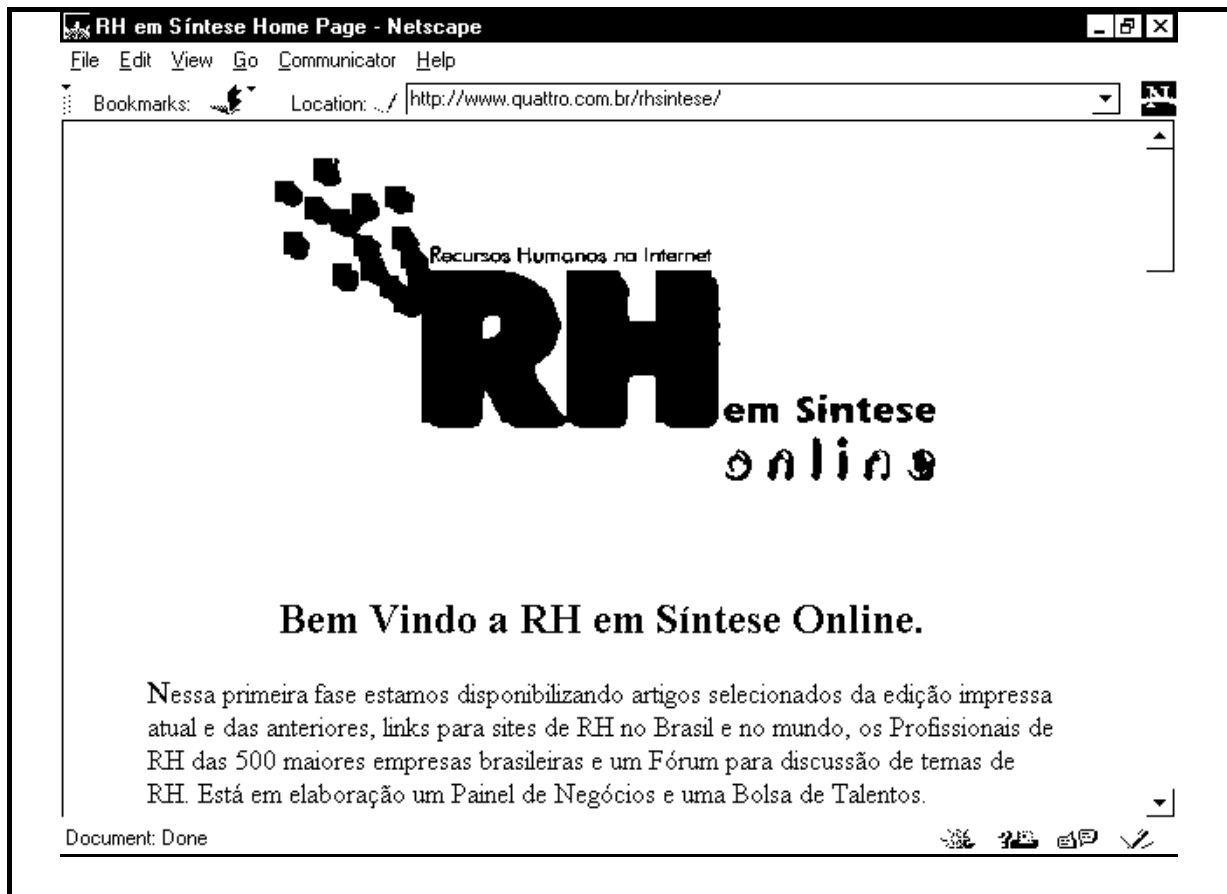 RH em Síntese Home Page - Netscape
File Edit View Go Communicator Help
Bookmarks: Location: http://www.quattro.com.br/rhsintese/
N
Recursos Humanos na Internet
RH
em Síntese
online
Bem Vindo a RH em Síntese Online.
Nessa primeira fase estamos disponibilizando artigos selecionados da edição impressa
atual e das anteriores, links para sites de RH no Brasil e no mundo, os Profissionais de
RH das 500 maiores empresas brasileiras e um Fórum para discussão de temas de
RH. Está em elaboração um Painel de Negócios e uma Bolsa de Talentos.
Document: Done